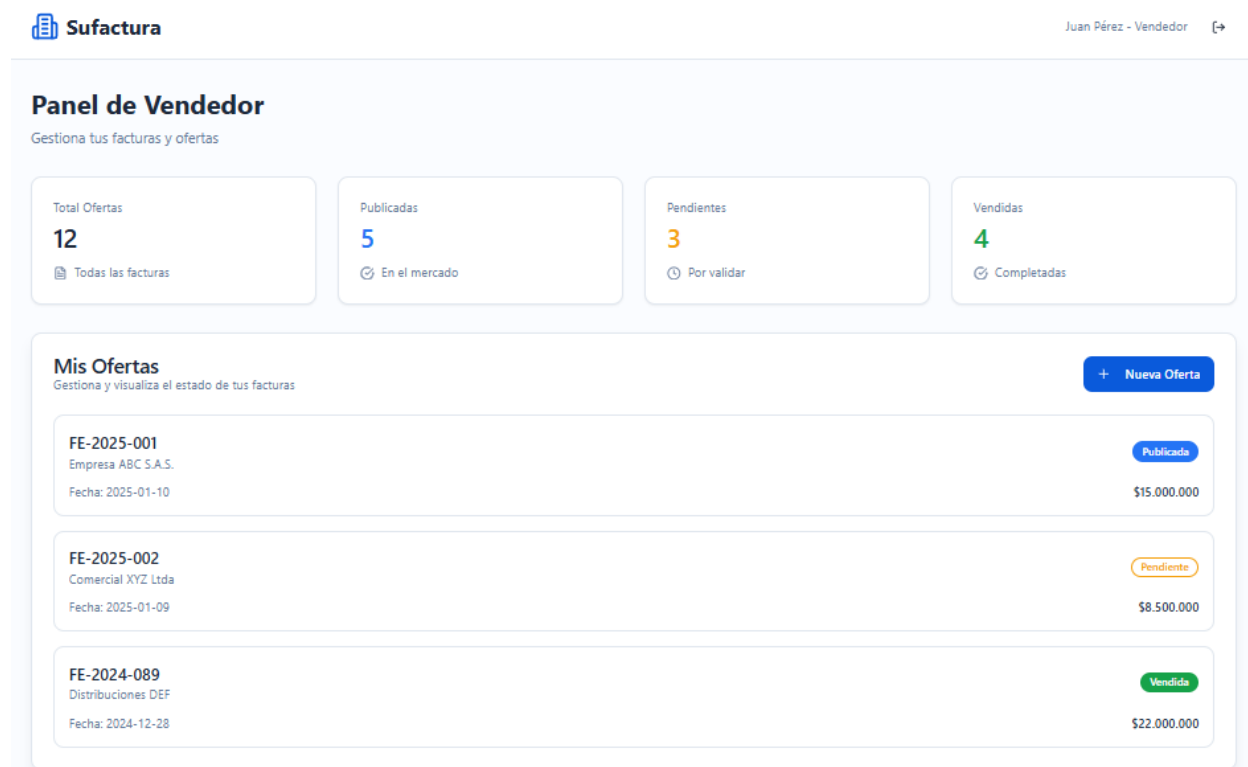 Sufactura
Juan Pérez - Vendedor
Panel de Vendedor
Gestiona tus facturas y ofertas
Total Ofertas
12
Todas las facturas
Publicadas
5
En el mercado
Pendientes
3
Por validar
Vendidas
4
Completadas
Mis Ofertas
Gestiona y visualiza el estado de tus facturas
+ Nueva Oferta
FE-2025-001
Empresa ABC S.A.S.
Fecha: 2025-01-10
Publicada
$15.000.000
FE-2025-002
Comercial XYZ Ltda
Fecha: 2025-01-09
Pendiente
$8.500.000
FE-2024-089
Distribuciones DEF
Fecha: 2024-12-28
Vendida
$22.000.000